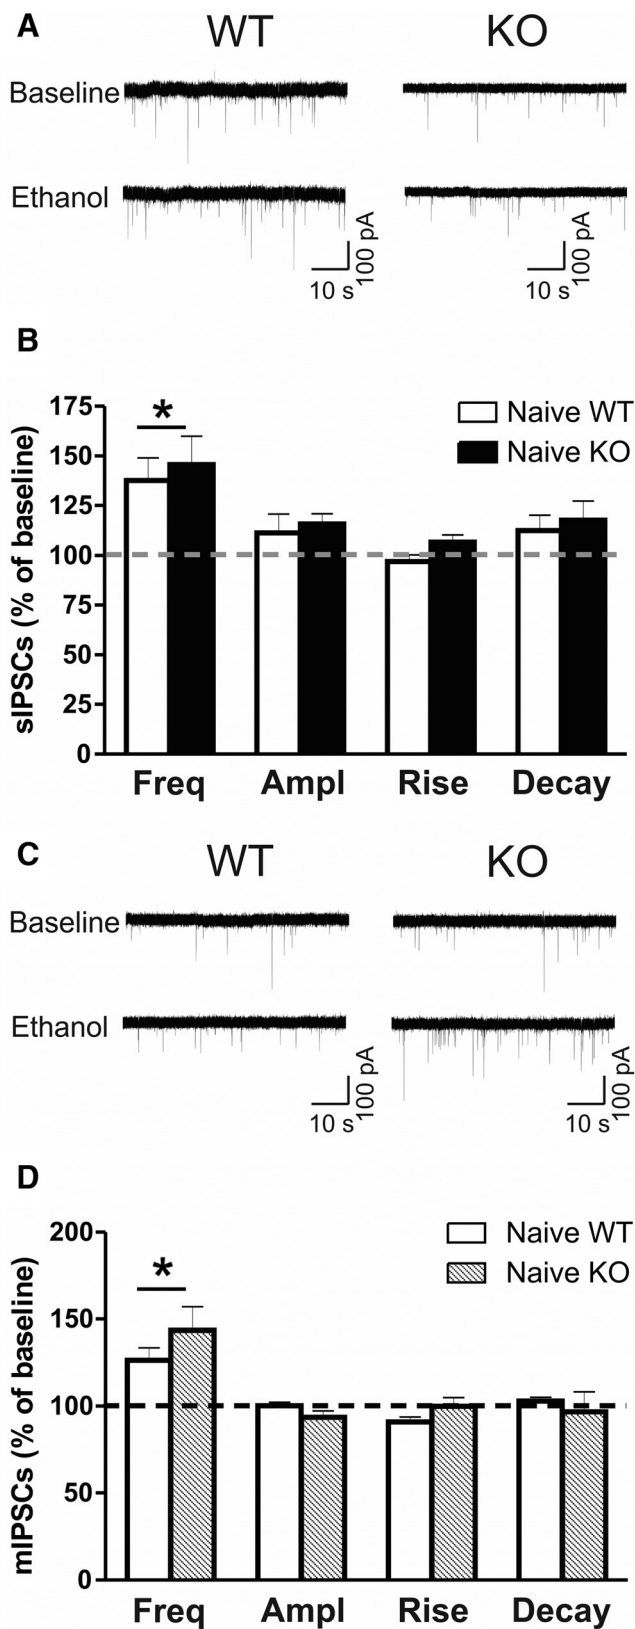 A
WT KO
Baseline
Ethanol
10 s 100 pA 10 s 100 pA
B
sIPSCs (% of baseline)
175
150
125
100
75
50
25
0
*
Naive WT
Naive KO
Freq Ampl Rise Decay
C
WT KO
Baseline
Ethanol
10 s 100 pA 10 s 100 pA
D
mIPSCs (% of baseline)
200
150
100
50
0
*
Naive WT
Naive KO
Freq Ampl Rise Decay